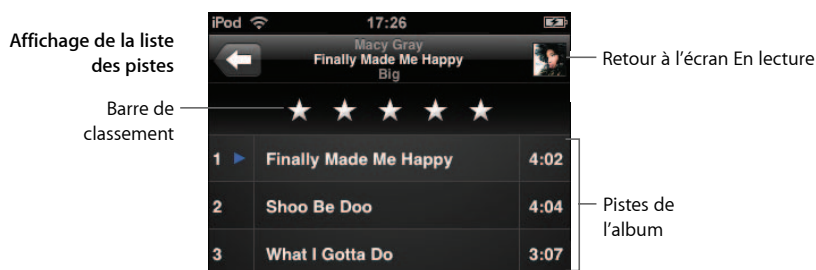 Affichage de la liste
des pistes
Barre de
classement
iPod 17:26
Macy Gray
Finally Made Me Happy
Big
1 Finally Made Me Happy 4:02
2 Shoo Be Doo 4:04
3 What I Gotta Do 3:07
Retour à l'écran En lecture
Pistes de
l'album